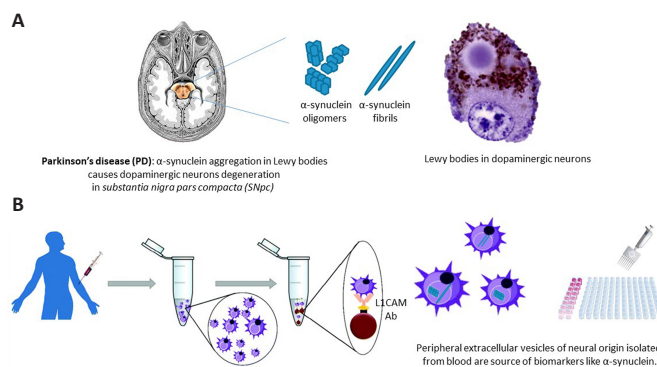 A
α-synuclein α-synuclein
oligomers fibrils
Parkinson's disease (PD): α-synuclein aggregation in Lewy bodies
causes dopaminergic neurons degeneration
in substantia nigra pars compacta (SNpc)
Lewy bodies in dopaminergic neurons
B
L1CAM
Ab
Peripheral extracellular vesicles of neural origin isolated
from blood are source of biomarkers like α-synuclein.